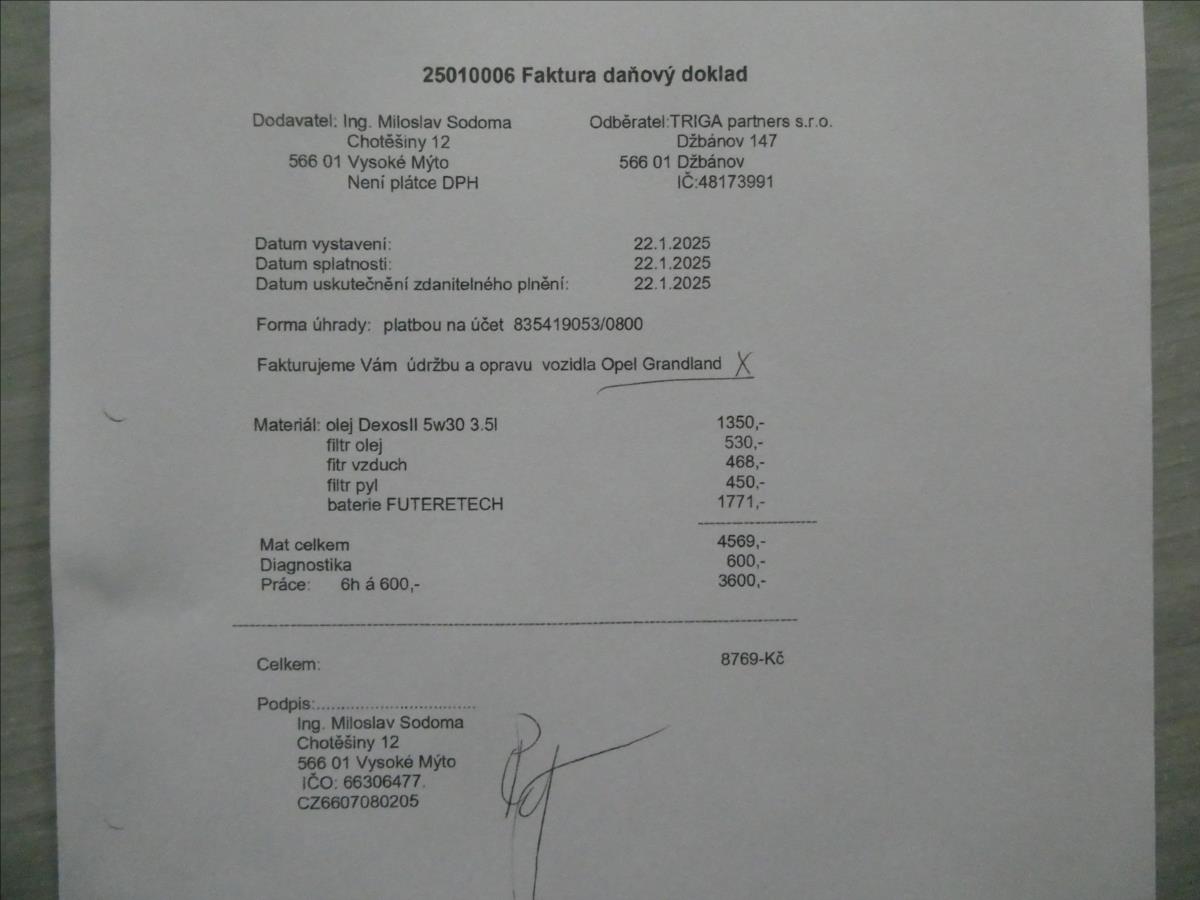 25010006 Faktura daňový doklad
Dodavatel: Ing. Miloslav Sodoma Odběratel:TRIGA partners s.r.o.
Chotěšiny 12 Džbánov 147
566 01 Vysoké Mýto 566 01 Džbánov
Není plátce DPH IČ:48173991
Datum vystavení: 22.1.2025
Datum splatnosti: 22.1.2025
Datum uskutečnění zdanitelného plnění: 22.1.2025
Forma úhrady: platbou na účet 835419053/0800
Fakturujeme Vám údržbu a opravu vozidla Opel Grandland X
Materiál: olej DexosII 5w30 3.5l 1350,-
filtr olej 530,-
fitr vzduch 468,-
filtr pyl 450,-
baterie FUTERETECH 1771,-
Mat celkem 4569,-
Diagnostika 600,-
Práce: 6h á 600,- 3600,-
Celkem: 8769-Kč
Podpis:..............................
Ing. Miloslav Sodoma
Chotěšiny 12
566 01 Vysoké Mýto
IČO: 66306477.
CZ6607080205